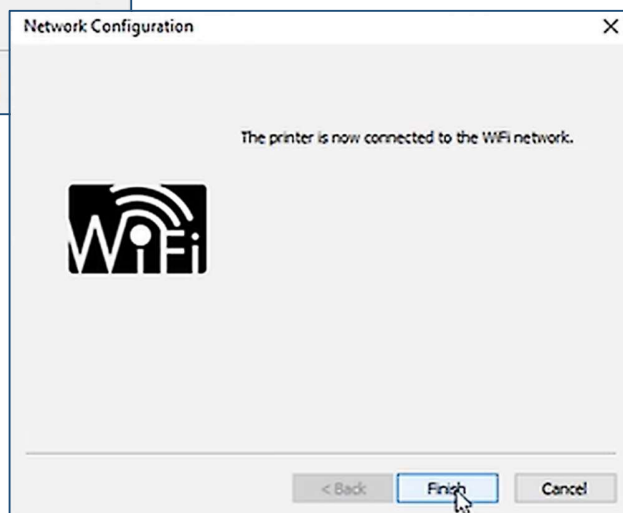 Network Configuration
The printer is now connected to the WiFi network.
WiFi
< Back Finish Cancel